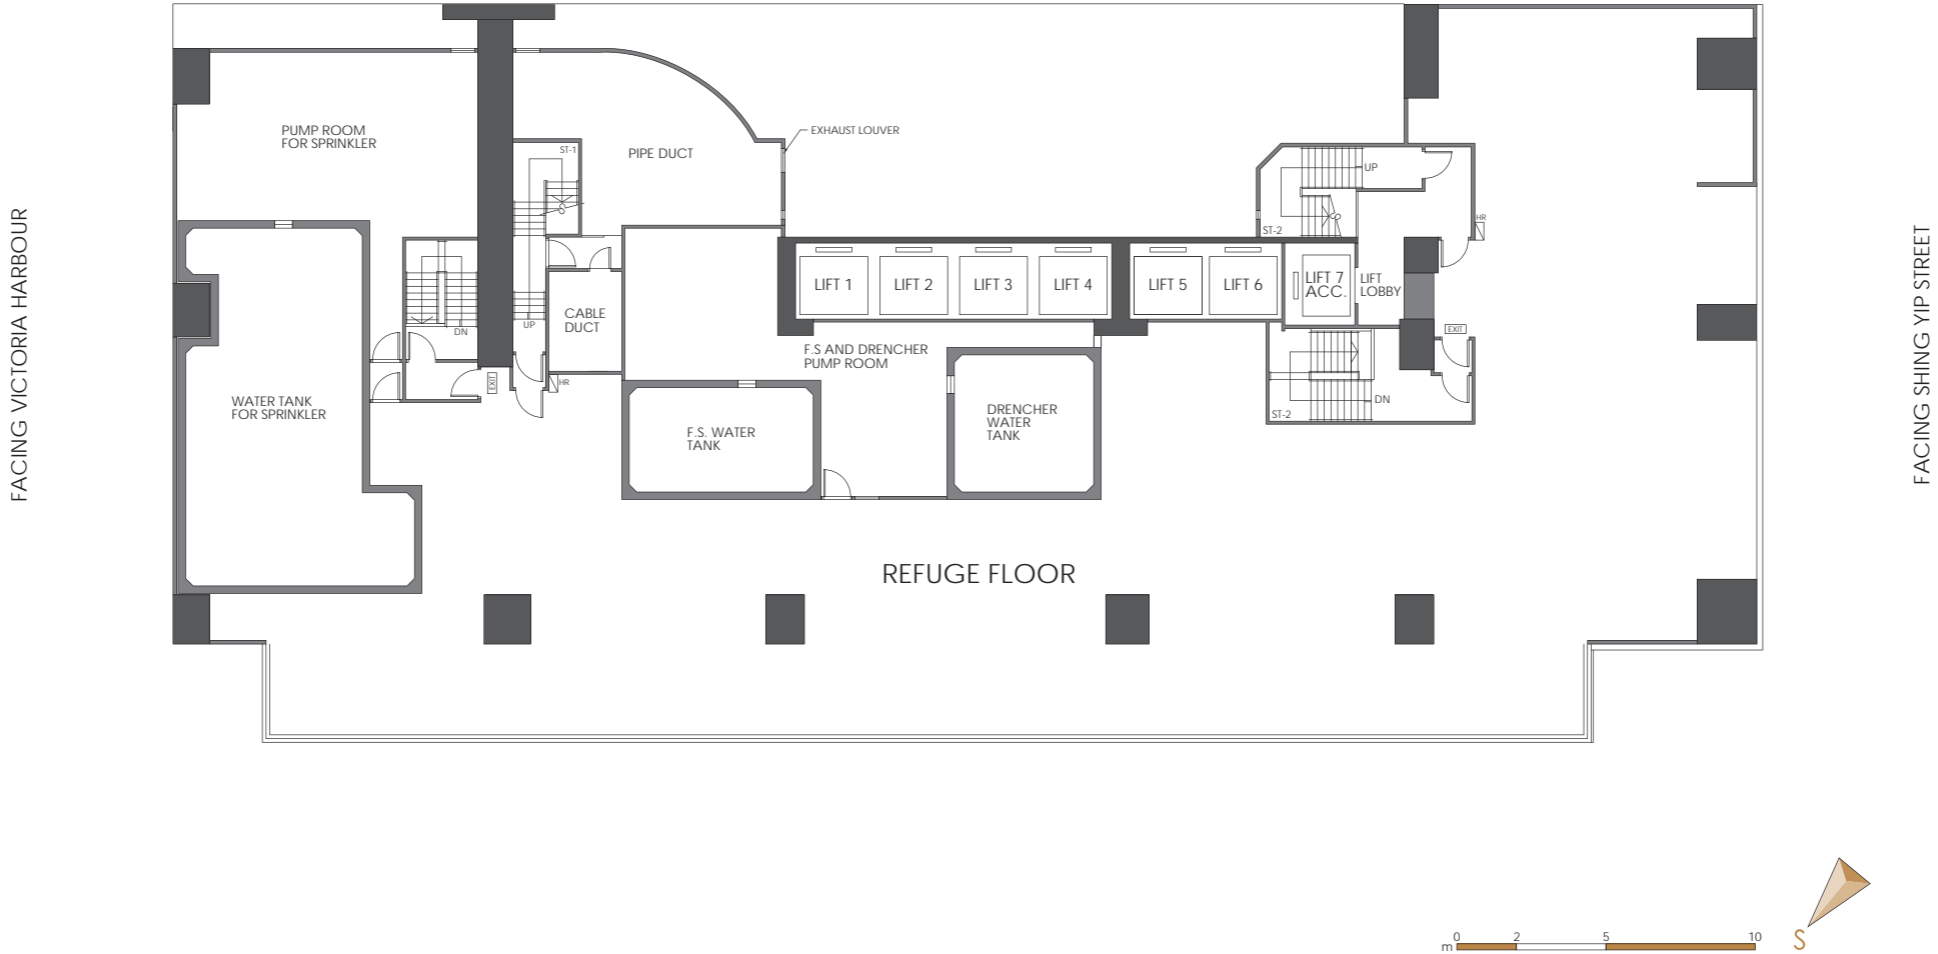 EXHAUST LOUVER
PUMP ROOM
FOR SPRINKLER
ST-1
PIPE DUCT
UP
HR
ST-2
FACING VICTORIA HARBOUR
FACING SHING YIP STREET
LIFT 1
LIFT 2
LIFT 3
LIFT 4
LIFT 5
LIFT 6
LIFT 7
ACC.
LIFT
LOBBY
CABLE
DUCT
UP
DN
EXIT
F.S AND DRENCHER
PUMP ROOM
EXIT
HR
WATER TANK
FOR SPRINKLER
DN
ST-2
DRENCHER
WATER
TANK
F.S. WATER
TANK
REFUGE FLOOR
0 2 5 10
m
S